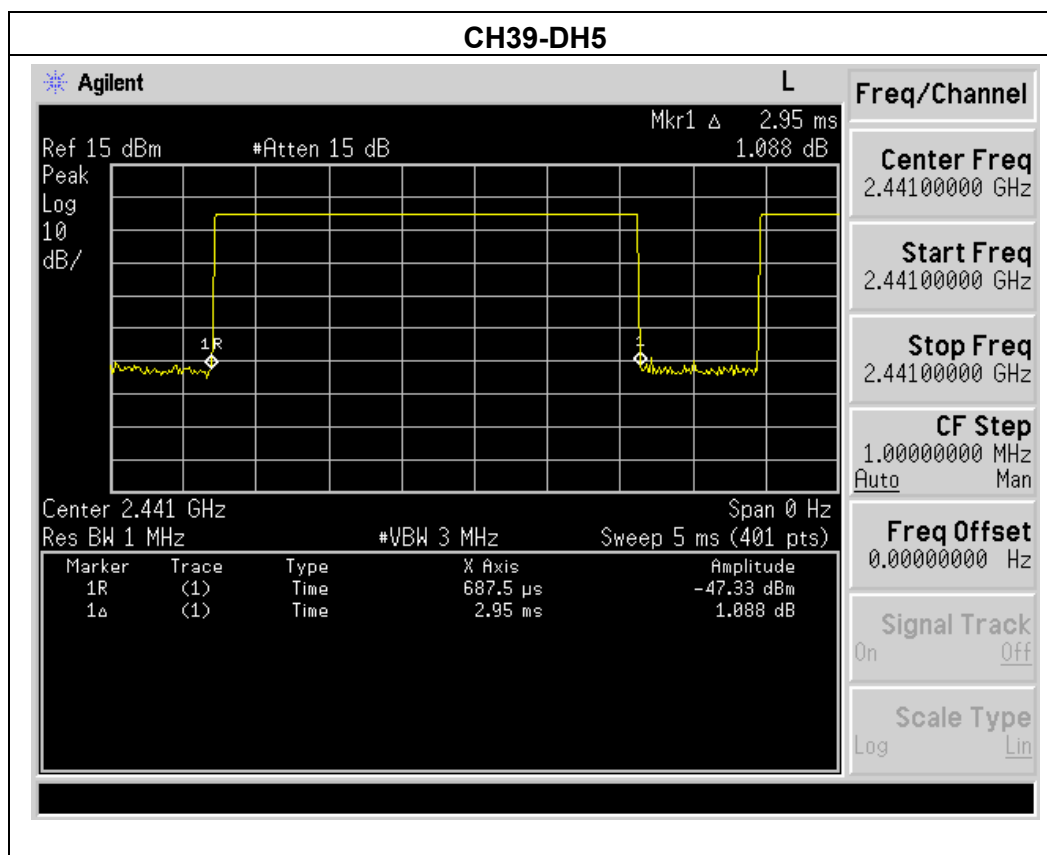 CH39-DH5
Agilent
L
Freq/Channel
Mkr1 Δ 2.95 ms
Ref 15 dBm #Atten 15 dB 1.088 dB
Peak
Log
10
dB/
1R
1
Center 2.441 GHz Span 0 Hz
Res BW 1 MHz #VBW 3 MHz Sweep 5 ms (401 pts)
Marker Trace Type X Axis Amplitude
1R (1) Time 687.5 µs -47.33 dBm
1Δ (1) Time 2.95 ms 1.088 dB
Center Freq
2.44100000 GHz
Start Freq
2.44100000 GHz
Stop Freq
2.44100000 GHz
CF Step
1.00000000 MHz
Auto Man
Freq Offset
0.00000000 Hz
Signal Track
On Off
Scale Type
Log Lin